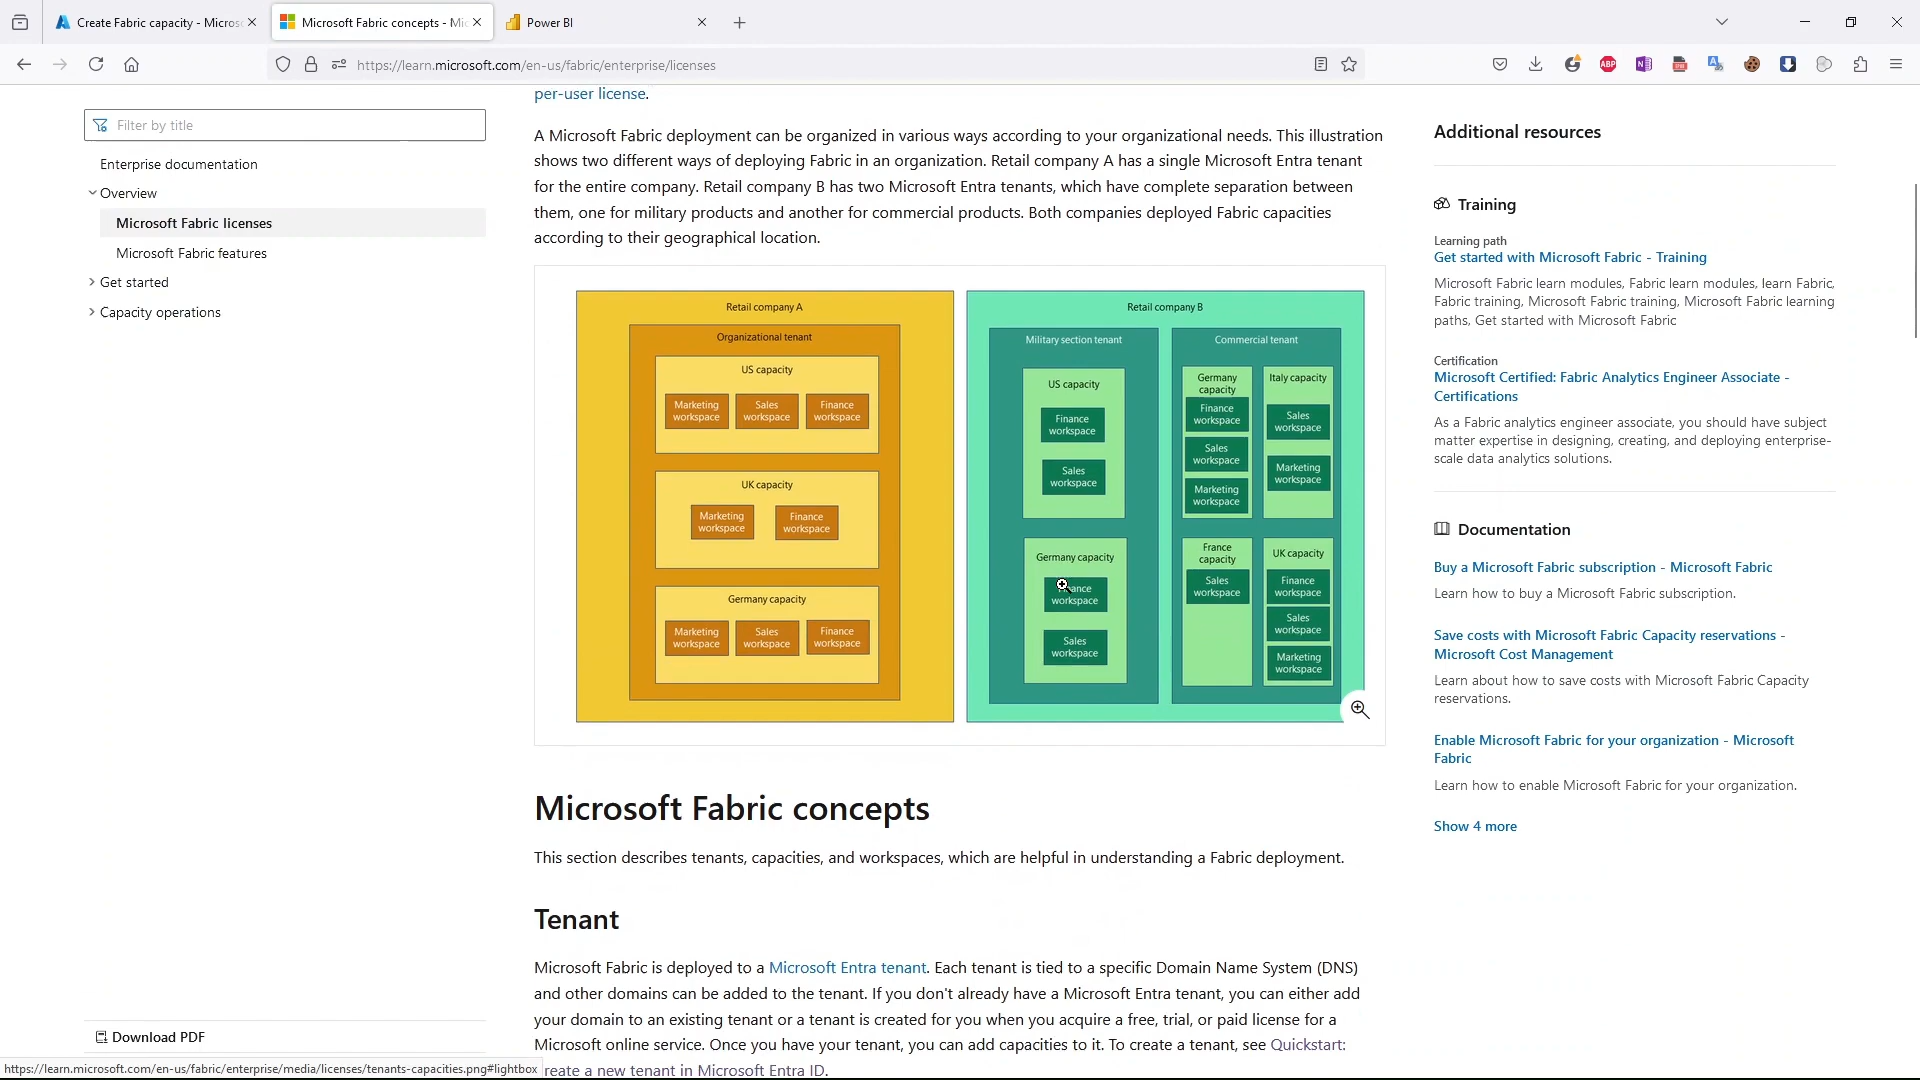 Create Fabric capacity - Micros
Microsoft Fabric concepts - Mic
Power BI
https://learn.microsoft.com/en-us/fabric/enterprise/licenses
ABP
Filter by title
Enterprise documentation
Overview
Microsoft Fabric licenses
Microsoft Fabric features
Get started
Capacity operations
Download PDF
per-user license.
A Microsoft Fabric deployment can be organized in various ways according to your organizational needs. This illustration
shows two different ways of deploying Fabric in an organization. Retail company A has a single Microsoft Entra tenant
for the entire company. Retail company B has two Microsoft Entra tenants, which have complete separation between
them, one for military products and another for commercial products. Both companies deployed Fabric capacities
according to their geographical location.
Retail company A
Organizational tenant
US capacity
Marketing
workspace
Sales
workspace
Finance
workspace
UK capacity
Marketing
workspace
Finance
workspace
Germany capacity
Marketing
workspace
Sales
workspace
Finance
workspace
Retail company B
Military section tenant
US capacity
Finance
workspace
Sales
workspace
Germany capacity
workspace
Sales
workspace
Commercial tenant
Germany
capacity
Finance
workspace
Sales
workspace
Marketing
workspace
Italy capacity
Sales
workspace
Marketing
workspace
France
capacity
Sales
workspace
UK capacity
Finance
workspace
Sales
workspace
Marketing
workspace
Microsoft Fabric concepts
This section describes tenants, capacities, and workspaces, which are helpful in understanding a Fabric deployment.
Tenant
Microsoft Fabric is deployed to a Microsoft Entra tenant. Each tenant is tied to a specific Domain Name System (DNS)
and other domains can be added to the tenant. If you don't already have a Microsoft Entra tenant, you can either add
your domain to an existing tenant or a tenant is created for you when you acquire a free, trial, or paid license for a
Microsoft online service. Once you have your tenant, you can add capacities to it. To create a tenant, see Quickstart:
reate a new tenant in Microsoft Entra ID.
Additional resources
Training
Learning path
Get started with Microsoft Fabric - Training
Microsoft Fabric learn modules, Fabric learn modules, learn Fabric,
Fabric training, Microsoft Fabric training, Microsoft Fabric learning
paths, Get started with Microsoft Fabric
Certification
Microsoft Certified: Fabric Analytics Engineer Associate -
Certifications
As a Fabric analytics engineer associate, you should have subject
matter expertise in designing, creating, and deploying enterprise-
scale data analytics solutions.
Documentation
Buy a Microsoft Fabric subscription - Microsoft Fabric
Learn how to buy a Microsoft Fabric subscription.
Save costs with Microsoft Fabric Capacity reservations -
Microsoft Cost Management
Learn about how to save costs with Microsoft Fabric Capacity
reservations.
Enable Microsoft Fabric for your organization - Microsoft
Fabric
Learn how to enable Microsoft Fabric for your organization.
Show 4 more
https://learn.microsoft.com/en-us/fabric/enterprise/media/licenses/tenants-capacities.png#lightbox